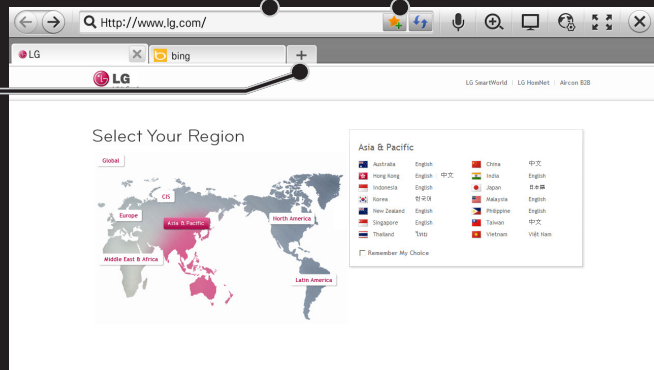 Http://www.lg.com/
LG
bing
LG
LG SmartWorld | LG HomNet | Aircon B2B
Select Your Region
Global
CIS
Europe
Asia & Pacific
North America
Middle East & Africa
Latin America
Asia & Pacific
Australia English
China 中文
Hong Kong English 中文
India English
Indonesia English
Japan 日本語
Korea 한국어
Malaysia English
New Zealand English
Philippine English
Singapore English
Taiwan 中文
Thailand ไทย
Vietnam Việt Nam
Remember My Choice